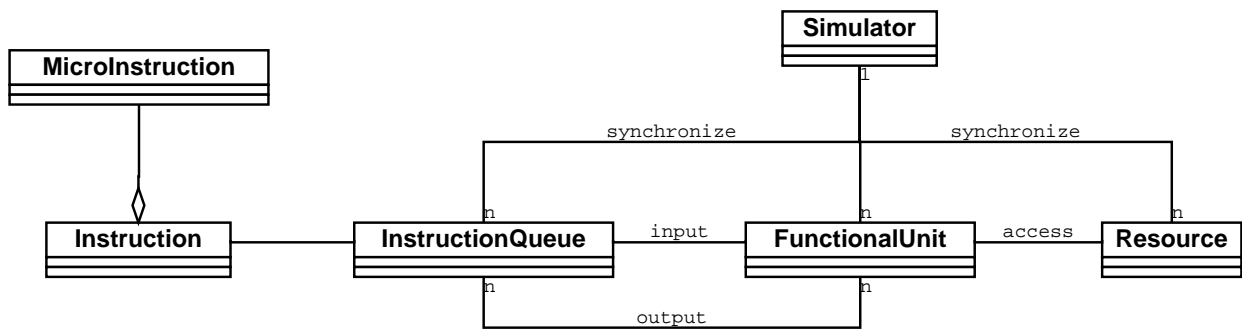 Simulator
MicroInstruction
1
synchronize
synchronize
n
n
n
Instruction
InstructionQueue
input
FunctionalUnit
access
Resource
n
n
output